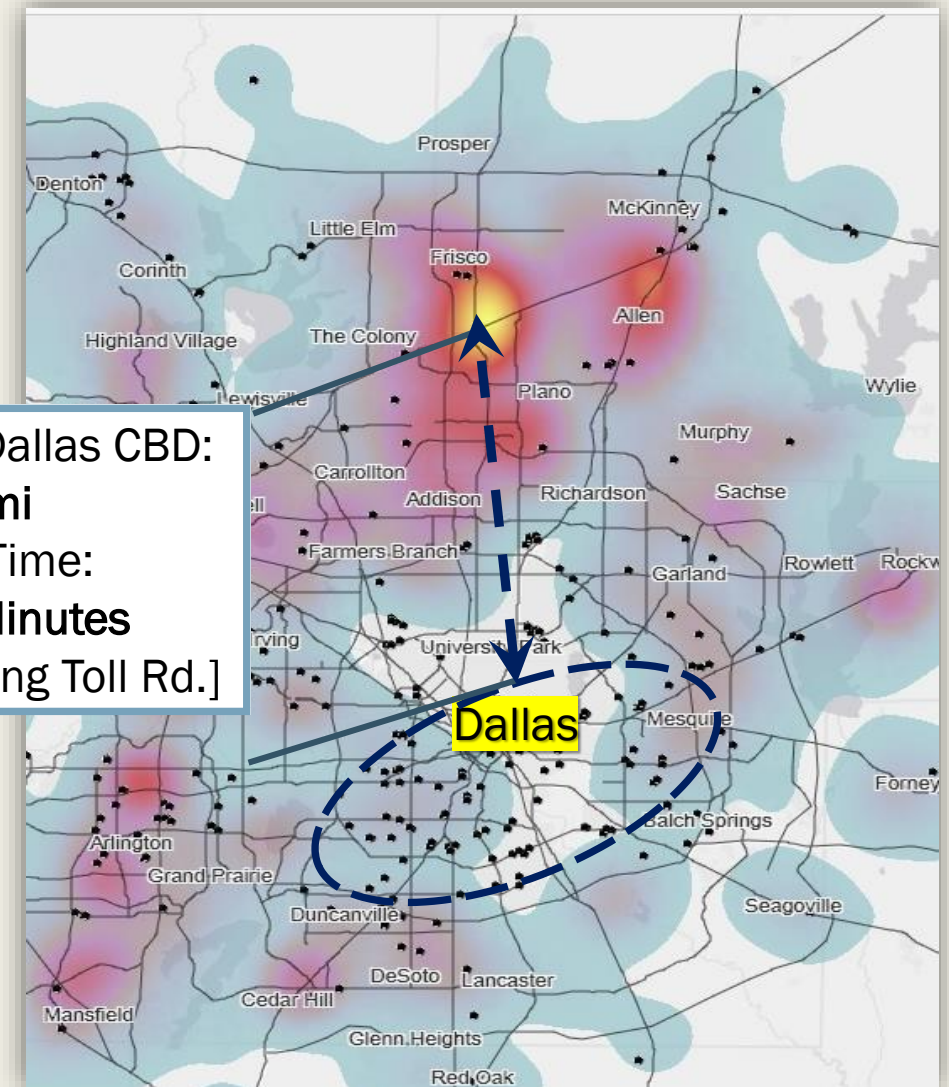 Prosper
Denton
McKinney
Little Elm
Frisco
Corinth
Allen
Highland Village
The Colony
Lewisville
Plano
Wylie
Murphy
Dallas CBD:
mi
Time:
Minutes
ng Toll Rd.]
Carrollton
Addison
Richardson
Sachse
ell
Farmers Branch
Garland
Rowlett
Rockw
rving
University Park
Dallas
Mesquite
Forney
Balch Springs
Arlington
Grand Prairie
Duncanville
Seagoville
DeSoto
Lancaster
Cedar Hill
Mansfield
Glenn Heights
Red Oak